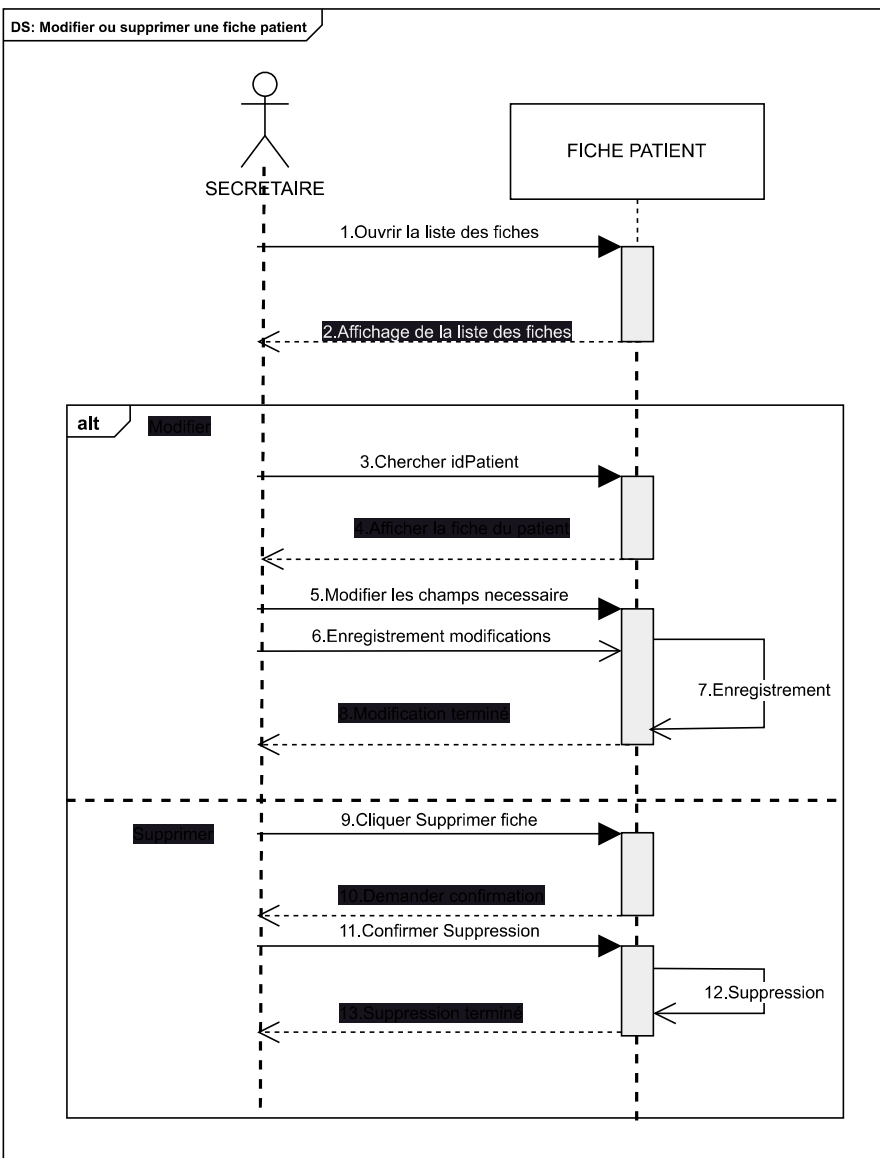 DS: Modifier ou supprimer une fiche patient
SECRETAIRE
FICHE PATIENT
1.Ouvrir la liste des fiches
2.Affichage de la liste des fiches
alt
Modifier
3.Chercher idPatient
4.Afficher la fiche du patient
5.Modifier les champs necessaire
6.Enregistrement modifications
7.Enregistrement
8.Modification terminé
9.Cliquer Supprimer fiche
Supprimer
10.Demander confirmation
11.Confirmer Suppression
12.Suppression
13.Suppression terminé